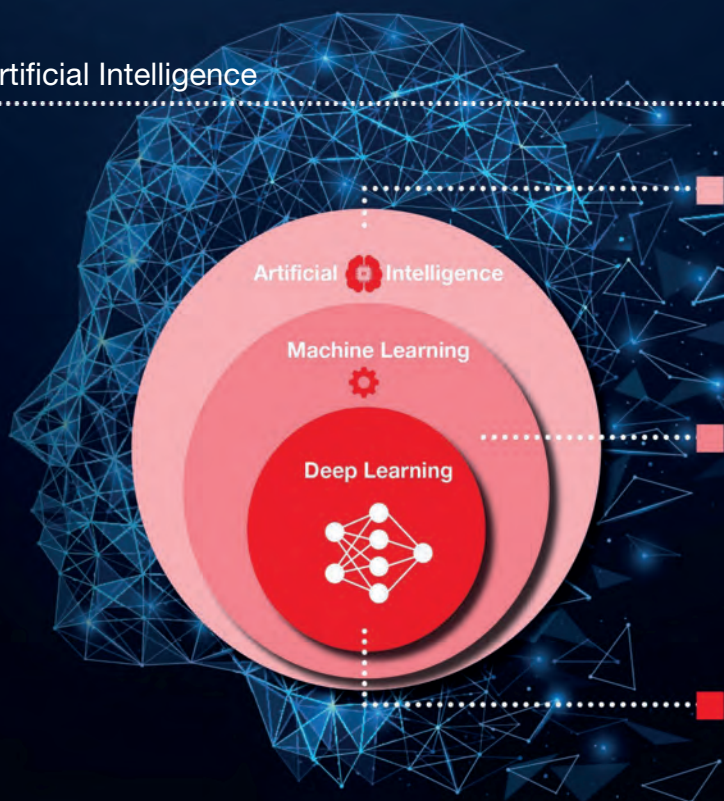 rtificial Intelligence
Artificial Intelligence
Machine Learning
Deep Learning